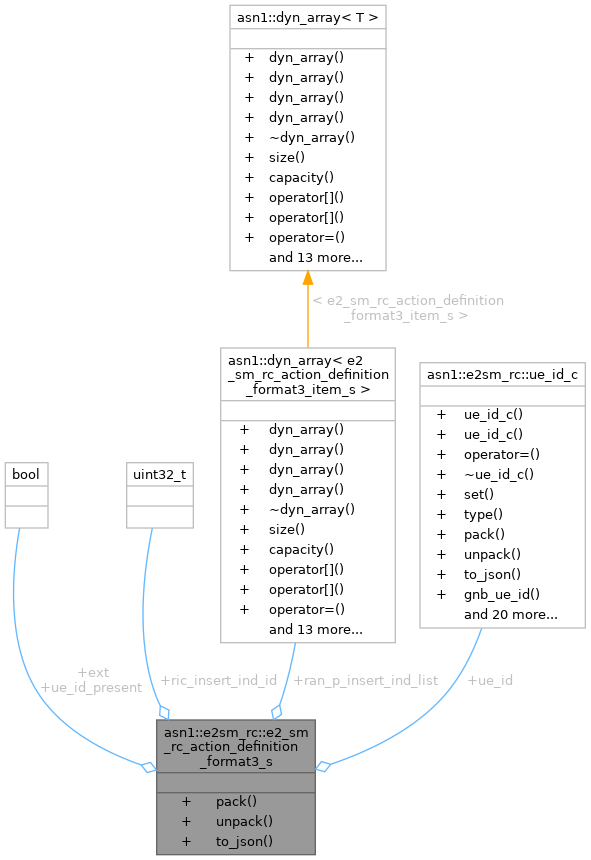 asn1::dyn_array< T >
+ dyn_array()
+ dyn_array()
+ dyn_array()
+ dyn_array()
+ ~dyn_array()
+ size()
+ capacity()
+ operator[]()
+ operator[]()
+ operator=()
and 13 more...
< e2_sm_rc_action_definition
_format3_item_s >
asn1::dyn_array< e2
_sm_rc_action_definition
_format3_item_s >
+ dyn_array()
+ dyn_array()
+ dyn_array()
+ dyn_array()
+ ~dyn_array()
+ size()
+ capacity()
+ operator[]()
+ operator[]()
+ operator=()
and 13 more...
asn1::e2sm_rc::ue_id_c
+ ue_id_c()
+ ue_id_c()
+ operator=()
+ ~ue_id_c()
+ set()
+ type()
+ pack()
+ unpack()
+ to_json()
+ gnb_ue_id()
and 20 more...
bool
uint32_t
+ext
+ue_id_present
+ric_insert_ind_id
+ran_p_insert_ind_list
+ue_id
asn1::e2sm_rc::e2_sm
_rc_action_definition
_format3_s
+ pack()
+ unpack()
+ to_json()